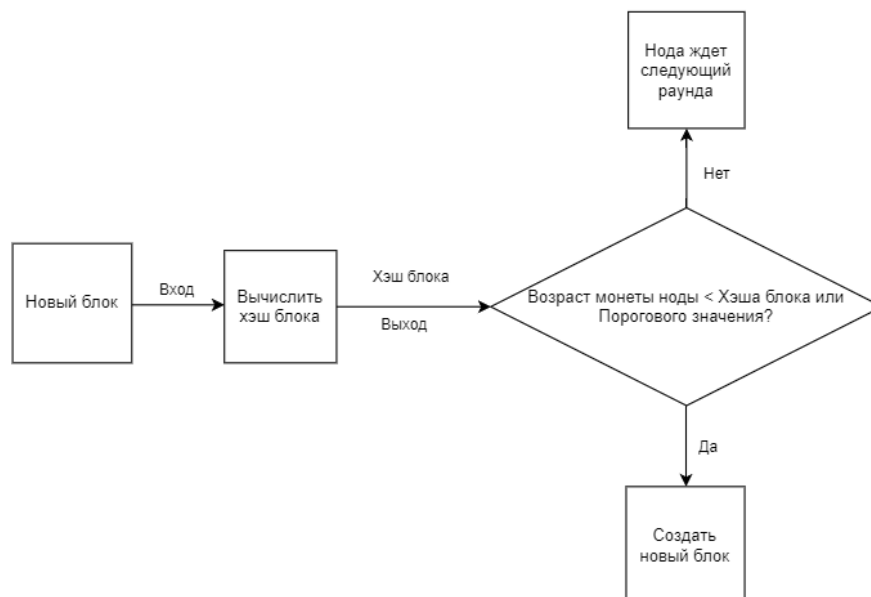 Нода ждет
следующий
раунда
Нет
Новый блок
Вход
Вычислить
хэш блока
Хэш блока
Выход
Возраст монеты ноды < Хэша блока или
Порогового значения?
Да
Создать
новый блок